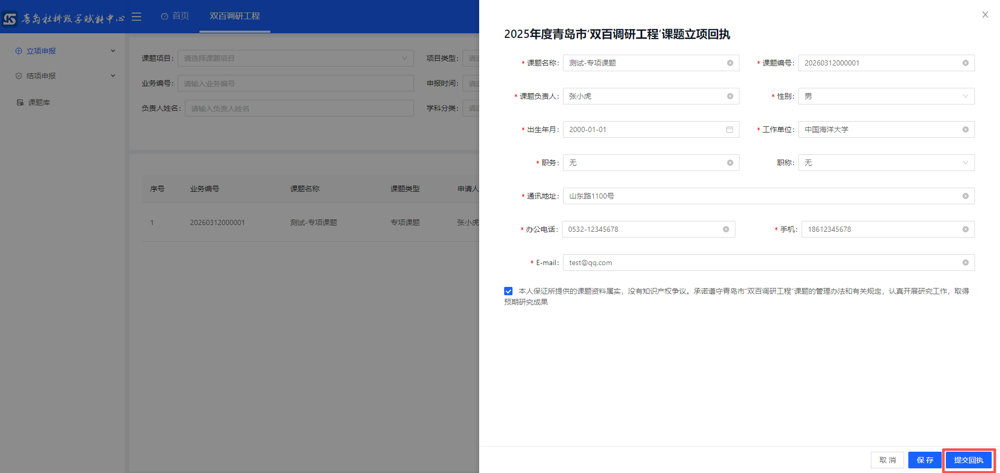 青岛社科数字赋能中心
首页
双百调研工程
立项申报
结项申报
课题库
课题项目：
请选择课题项目
项目类型：
请选
业务编号：
请输入业务编号
申报时间：
请选
负责人姓名：
请输入负责人姓名
学科分类：
请选
序号
业务编号
课题名称
课题类型
申请人
1
20260312000001
测试-专项课题
专项课题
张小虎
X
2025年度青岛市'双百调研工程'课题立项回执
* 课题名称：
测试-专项课题
* 课题编号：
20260312000001
* 课题负责人：
张小虎
* 性别：
男
* 出生年月：
2000-01-01
* 工作单位：
中国海洋大学
* 职务：
无
职称：
无
* 通讯地址：
山东路1100号
* 办公电话：
0532-12345678
* 手机：
18612345678
* E-mail：
test@qq.com
本人保证所提供的课题资料属实，没有知识产权争议。承诺遵守青岛市"双百调研工程"课题的管理办法和有关规定，认真开展研究工作，取得
预期研究成果
取 消
保 存
提交回执